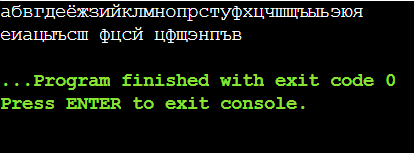 абвгдеёжзийклмнопрстуфхцчшщъыьэюя
еиацыъсш фцсй цфщэнпъв
...Program finished with exit code 0
Press ENTER to exit console.